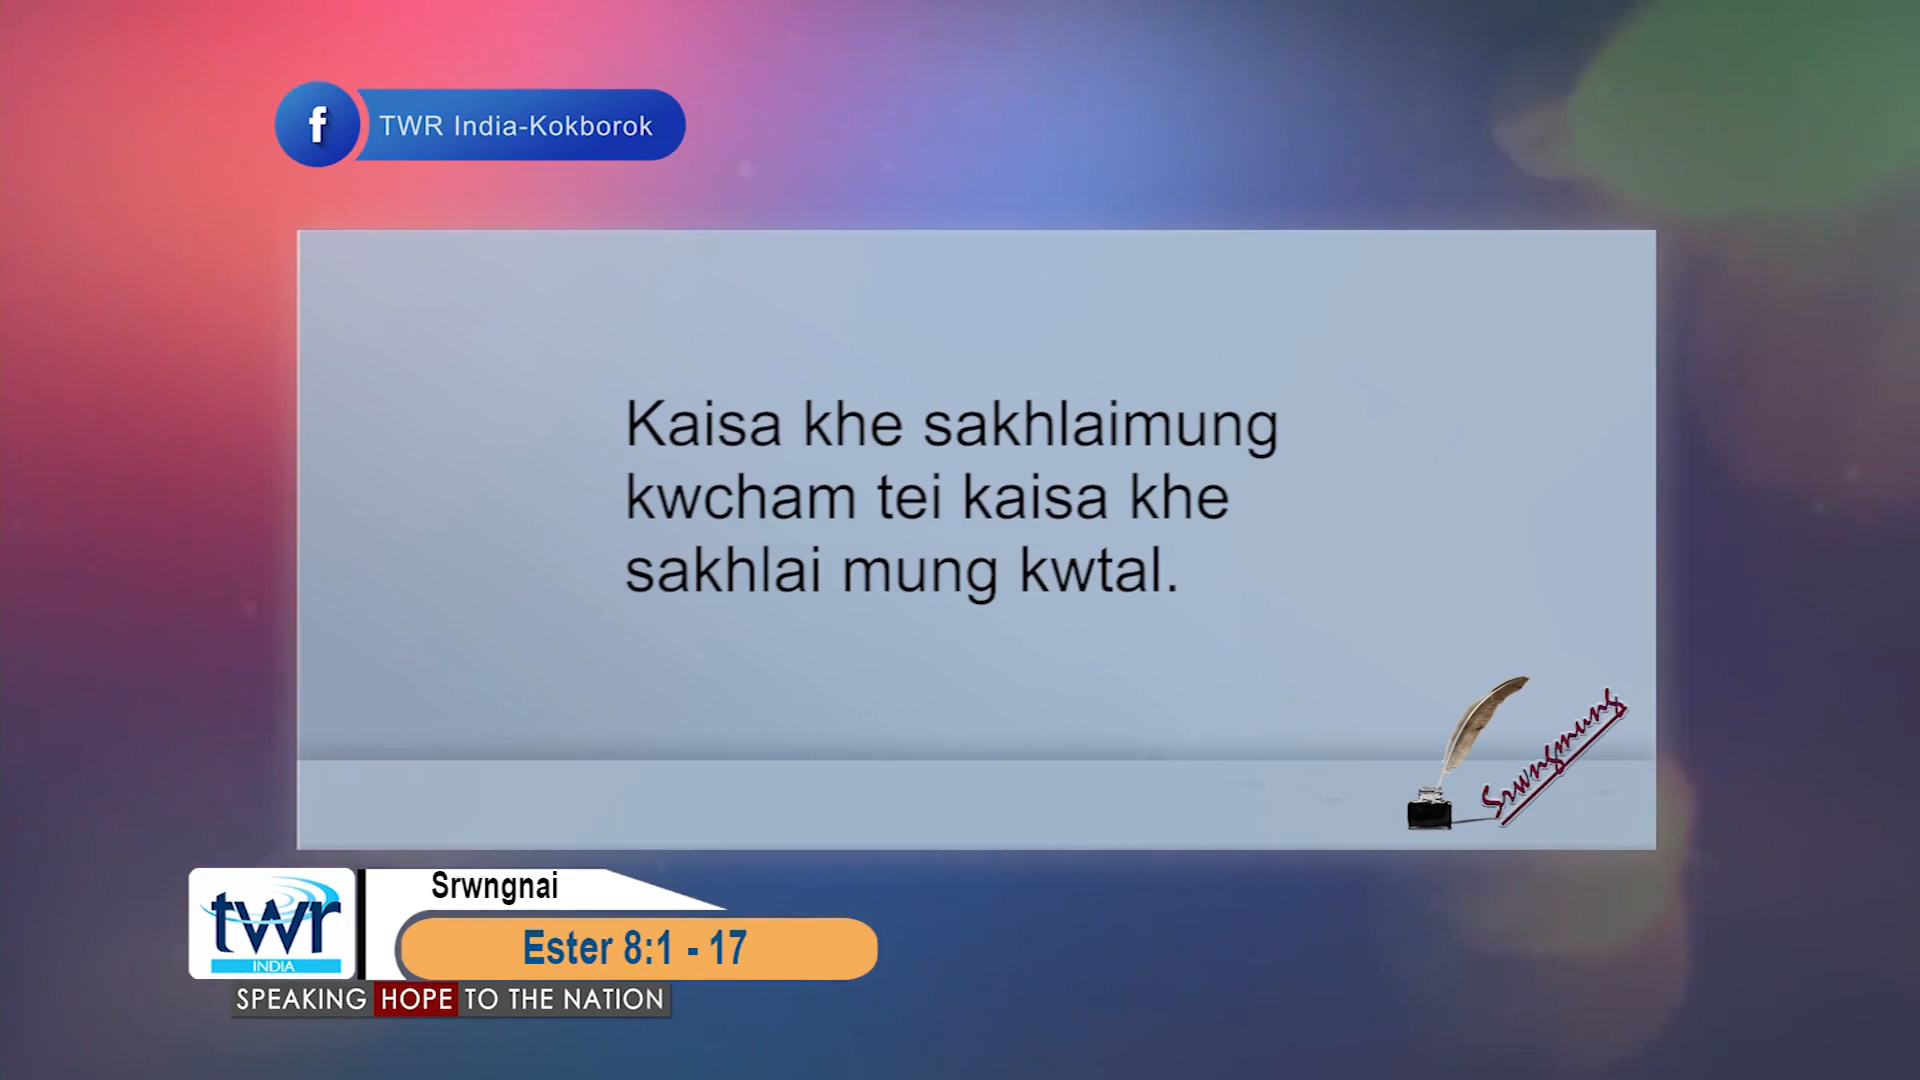 f
TWR India-Kokborok
Kaisa khe sakhlaimung
kwcham tei kaisa khe
sakhlai mung kwtal.
Srwngmung
twr
INDIA
Srwngnai
Ester 8:1 - 17
SPEAKING HOPE TO THE NATION